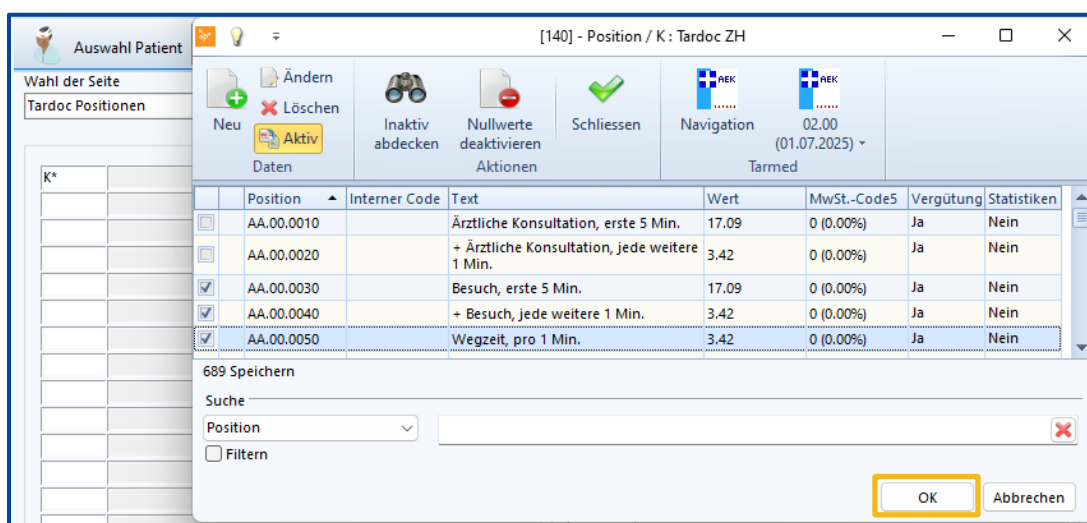 Auswahl Patient
Wahl der Seite
Tardoc Positionen
K*
[140] - Position / K : Tardoc ZH
Neu
Ändern
Löschen
Aktiv
Daten
Inaktiv abdecken
Nullwerte deaktivieren
Schliessen
Aktionen
AEK
Navigation
AEK
02.00 (01.07.2025)
Tarmed
Position Interner Code Text Wert MwSt.-Code5 Vergütung Statistiken
AA.00.0010 Ärztliche Konsultation, erste 5 Min. 17.09 0 (0.00%) Ja Nein
AA.00.0020 + Ärztliche Konsultation, jede weitere 1 Min. 3.42 0 (0.00%) Ja Nein
AA.00.0030 Besuch, erste 5 Min. 17.09 0 (0.00%) Ja Nein
AA.00.0040 + Besuch, jede weitere 1 Min. 3.42 0 (0.00%) Ja Nein
AA.00.0050 Wegzeit, pro 1 Min. 3.42 0 (0.00%) Ja Nein
689 Speichern
Suche
Position
Filtern
OK Abbrechen